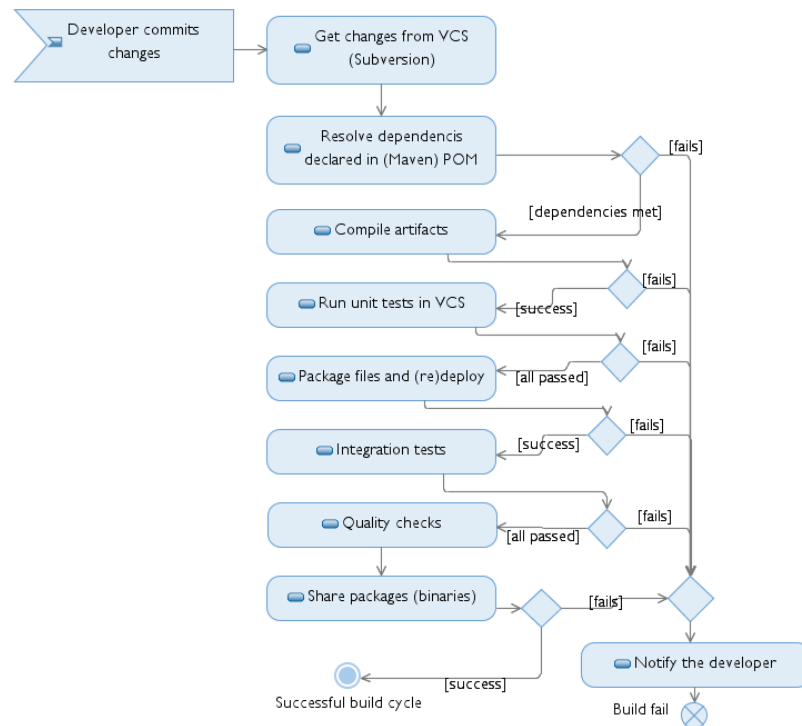 Developer commits
changes
Get changes from VCS
(Subversion)
Resolve dependencis
declared in (Maven) POM
[fails]
[dependencies met]
Compile artifacts
[fails]
[success]
Run unit tests in VCS
[fails]
[all passed]
Package files and (re)deploy
[fails]
[success]
Integration tests
[fails]
[all passed]
Quality checks
Share packages (binaries)
[fails]
[success]
Successful build cycle
Notify the developer
Build fail